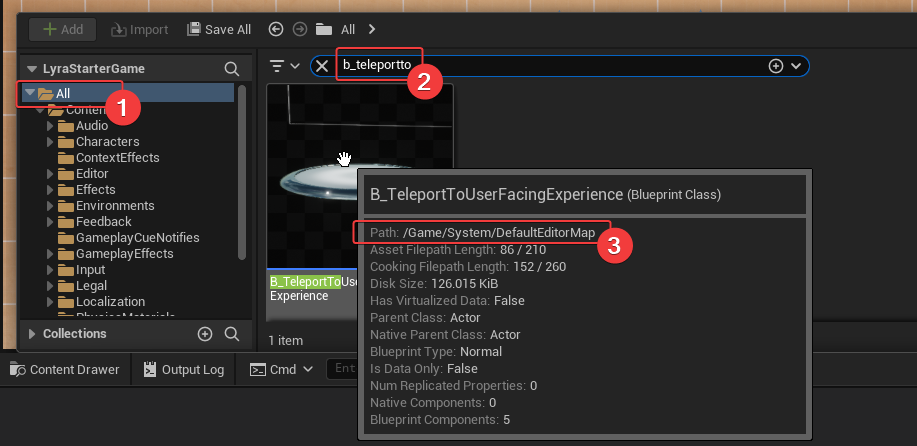 Add
Import
Save All
All
LyraStarterGame
b_teleportto
2
All
1
Content
Audio
Characters
ContextEffects
Editor
Effects
Environments
Feedback
GameplayCueNotifies
GameplayEffects
Input
Legal
Localization
PhysicsMaterials
Collections
B_TeleportToUse
Experience
1 item
B_TeleportToUserFacingExperience (Blueprint Class)
Path: /Game/System/DefaultEditorMap
3
Asset Filepath Length: 86 / 210
Cooking Filepath Length: 152 / 260
Disk Size: 126.015 KiB
Has Virtualized Data: False
Parent Class: Actor
Native Parent Class: Actor
Blueprint Type: Normal
Is Data Only: False
Num Replicated Properties: 0
Native Components: 0
Blueprint Components: 5
Content Drawer
Output Log
Cmd
Ent